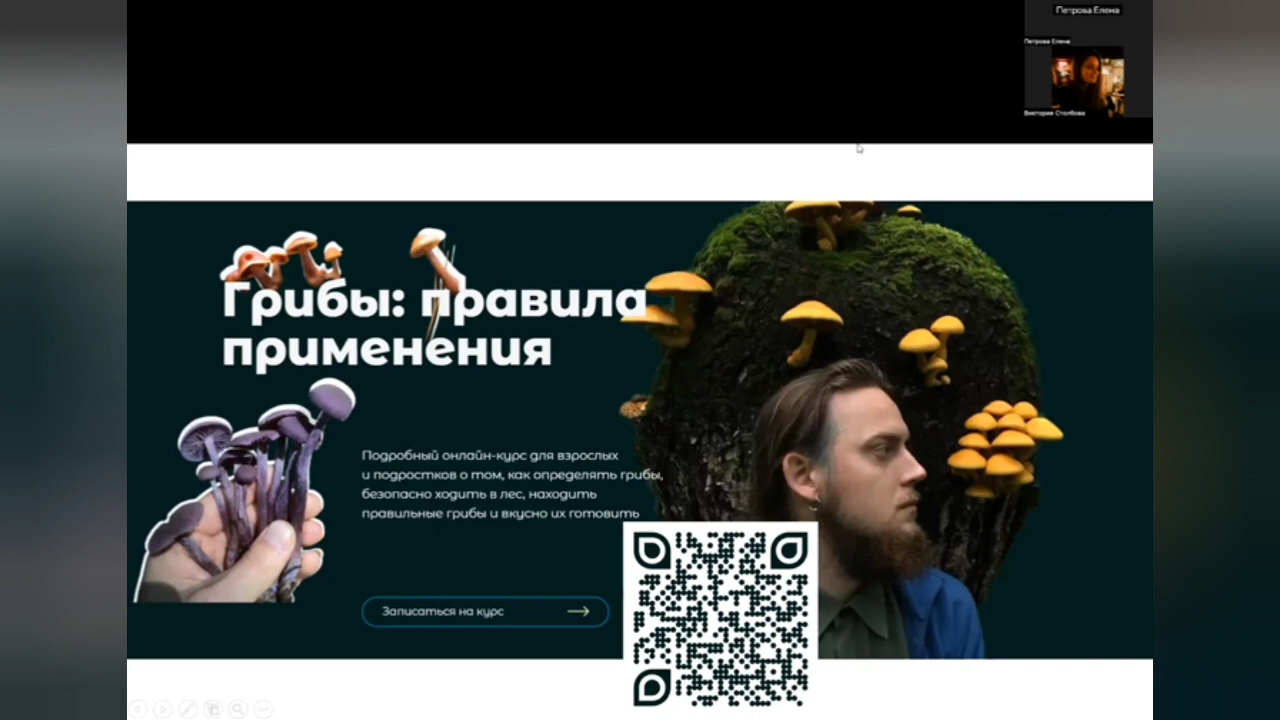 Петрова Елена
Петрова Елена
Виктория Столбова
Грибы: правила
применения
Подробный онлайн-курс для взрослых
и подростков о том, как определять грибы,
безопасно ходить в лес, находить
правильные грибы и вкусно их готовить
Записаться на курс